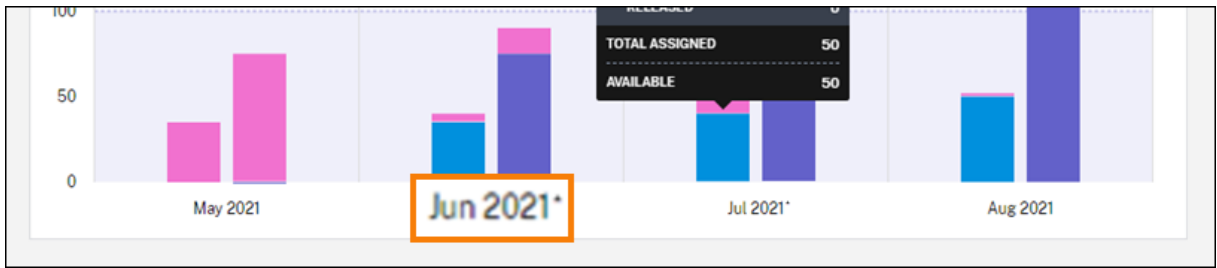 100
RELEASED 0
TOTAL ASSIGNED 50
AVAILABLE 50
50
0
May 2021
Jun 2021*
Jul 2021*
Aug 2021